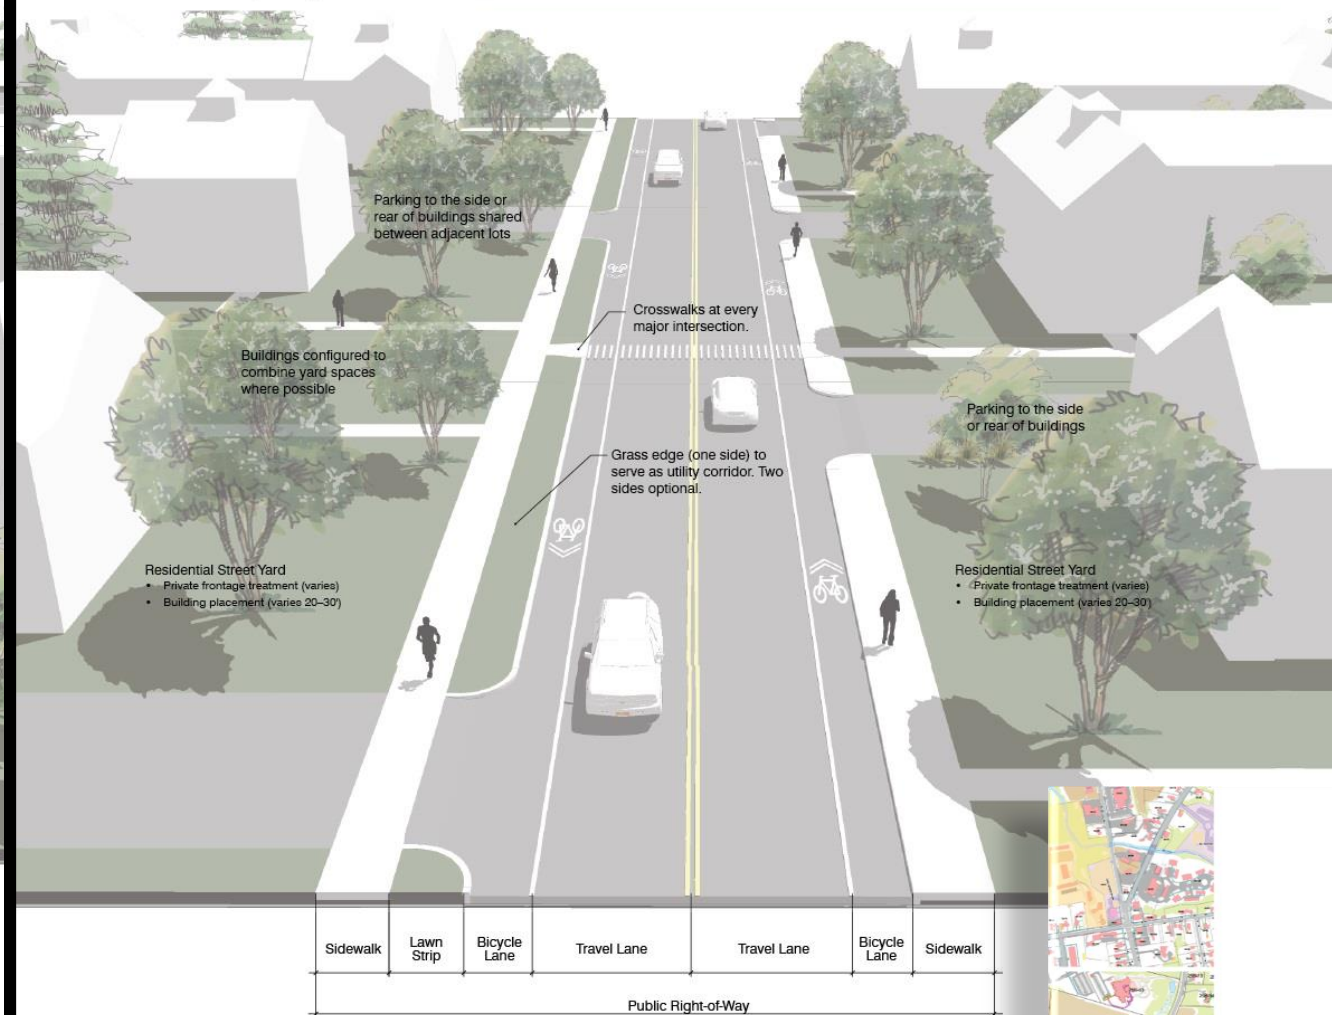 Parking to the side or
rear of buildings shared
between adjacent lots
Crosswalks at every
major intersection.
Buildings configured to
combine yard spaces
where possible
Parking to the side
or rear of buildings
Grass edge (one side) to
serve as utility corridor. Two
sides optional.
Residential Street Yard
• Private frontage treatment (varies)
• Building placement (varies 20–30')
Residential Street Yard
• Private frontage treatment (varies)
• Building placement (varies 20–30')
Sidewalk
Lawn
Strip
Bicycle
Lane
Travel Lane
Travel Lane
Bicycle
Lane
Sidewalk
Public Right-of-Way